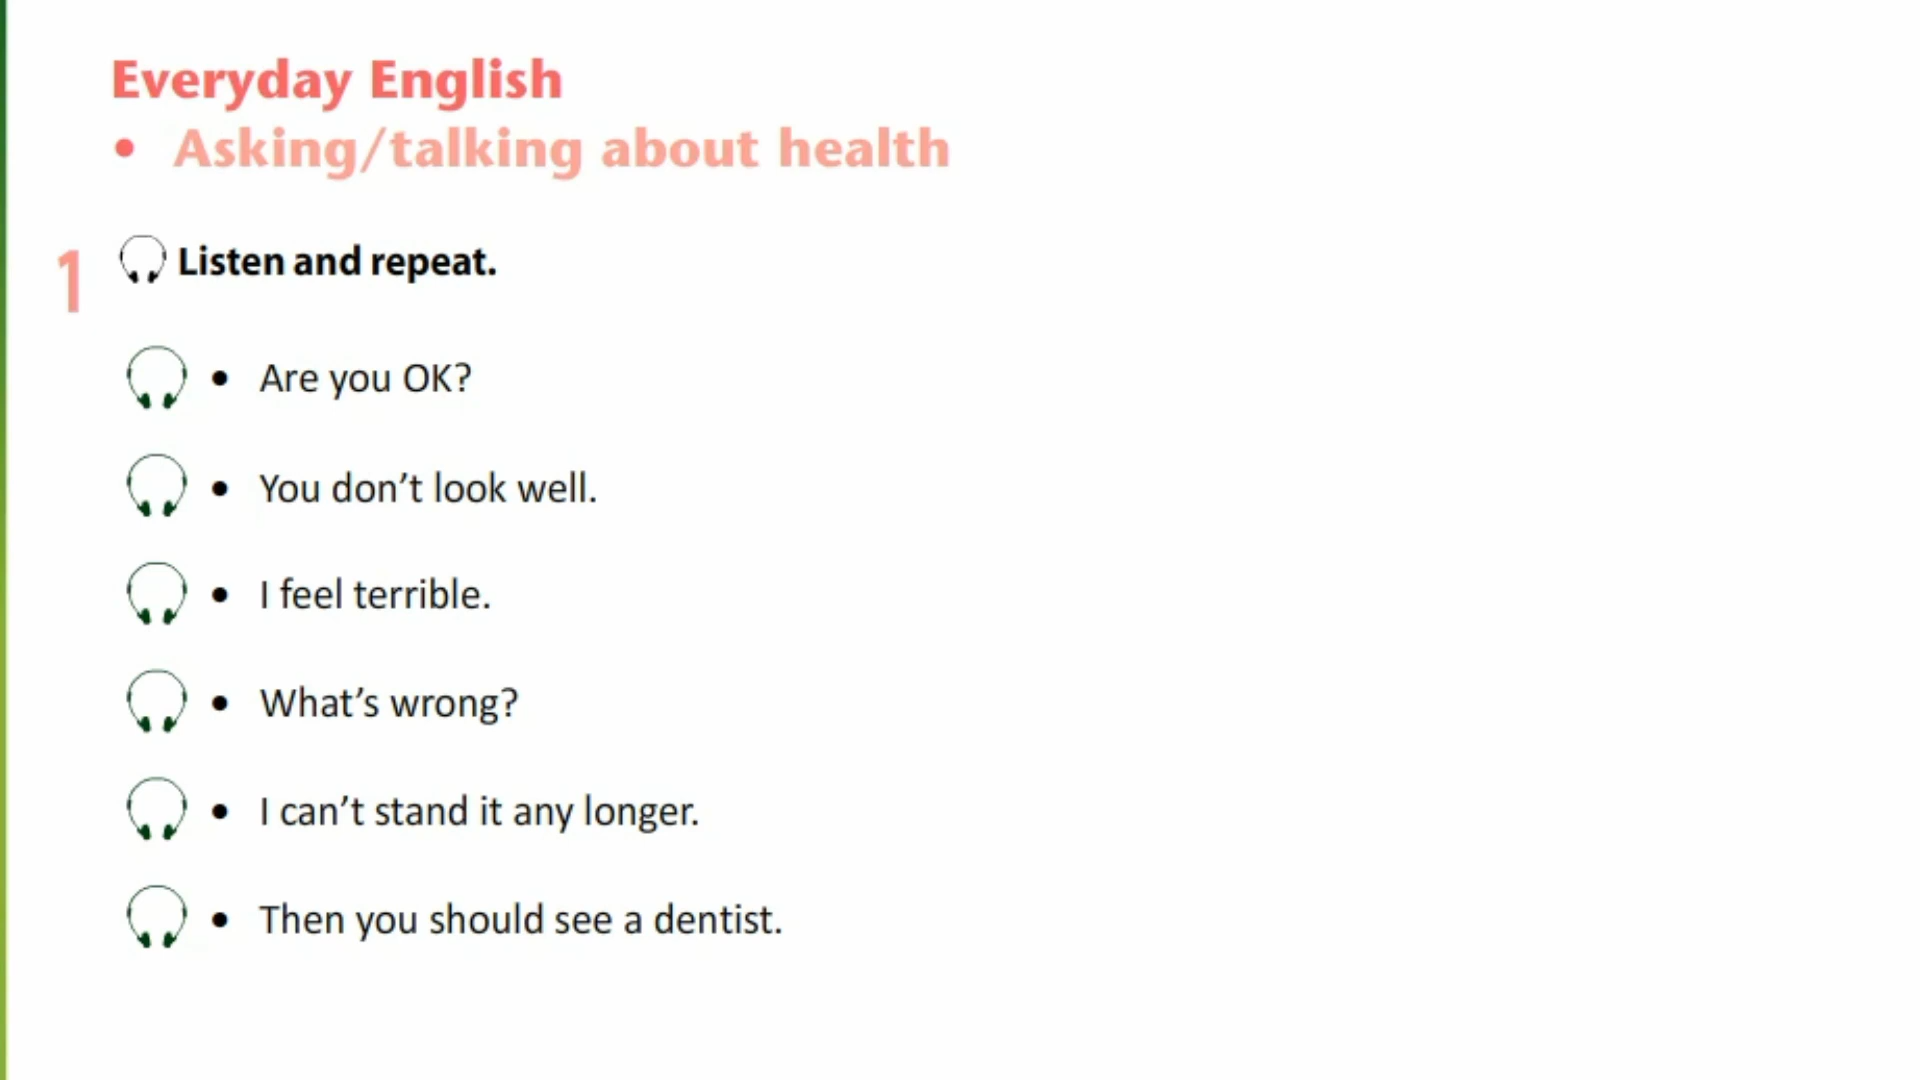 Everyday English
• Asking/talking about health
1 Listen and repeat.
• Are you OK?
• You don’t look well.
• I feel terrible.
• What’s wrong?
• I can’t stand it any longer.
• Then you should see a dentist.